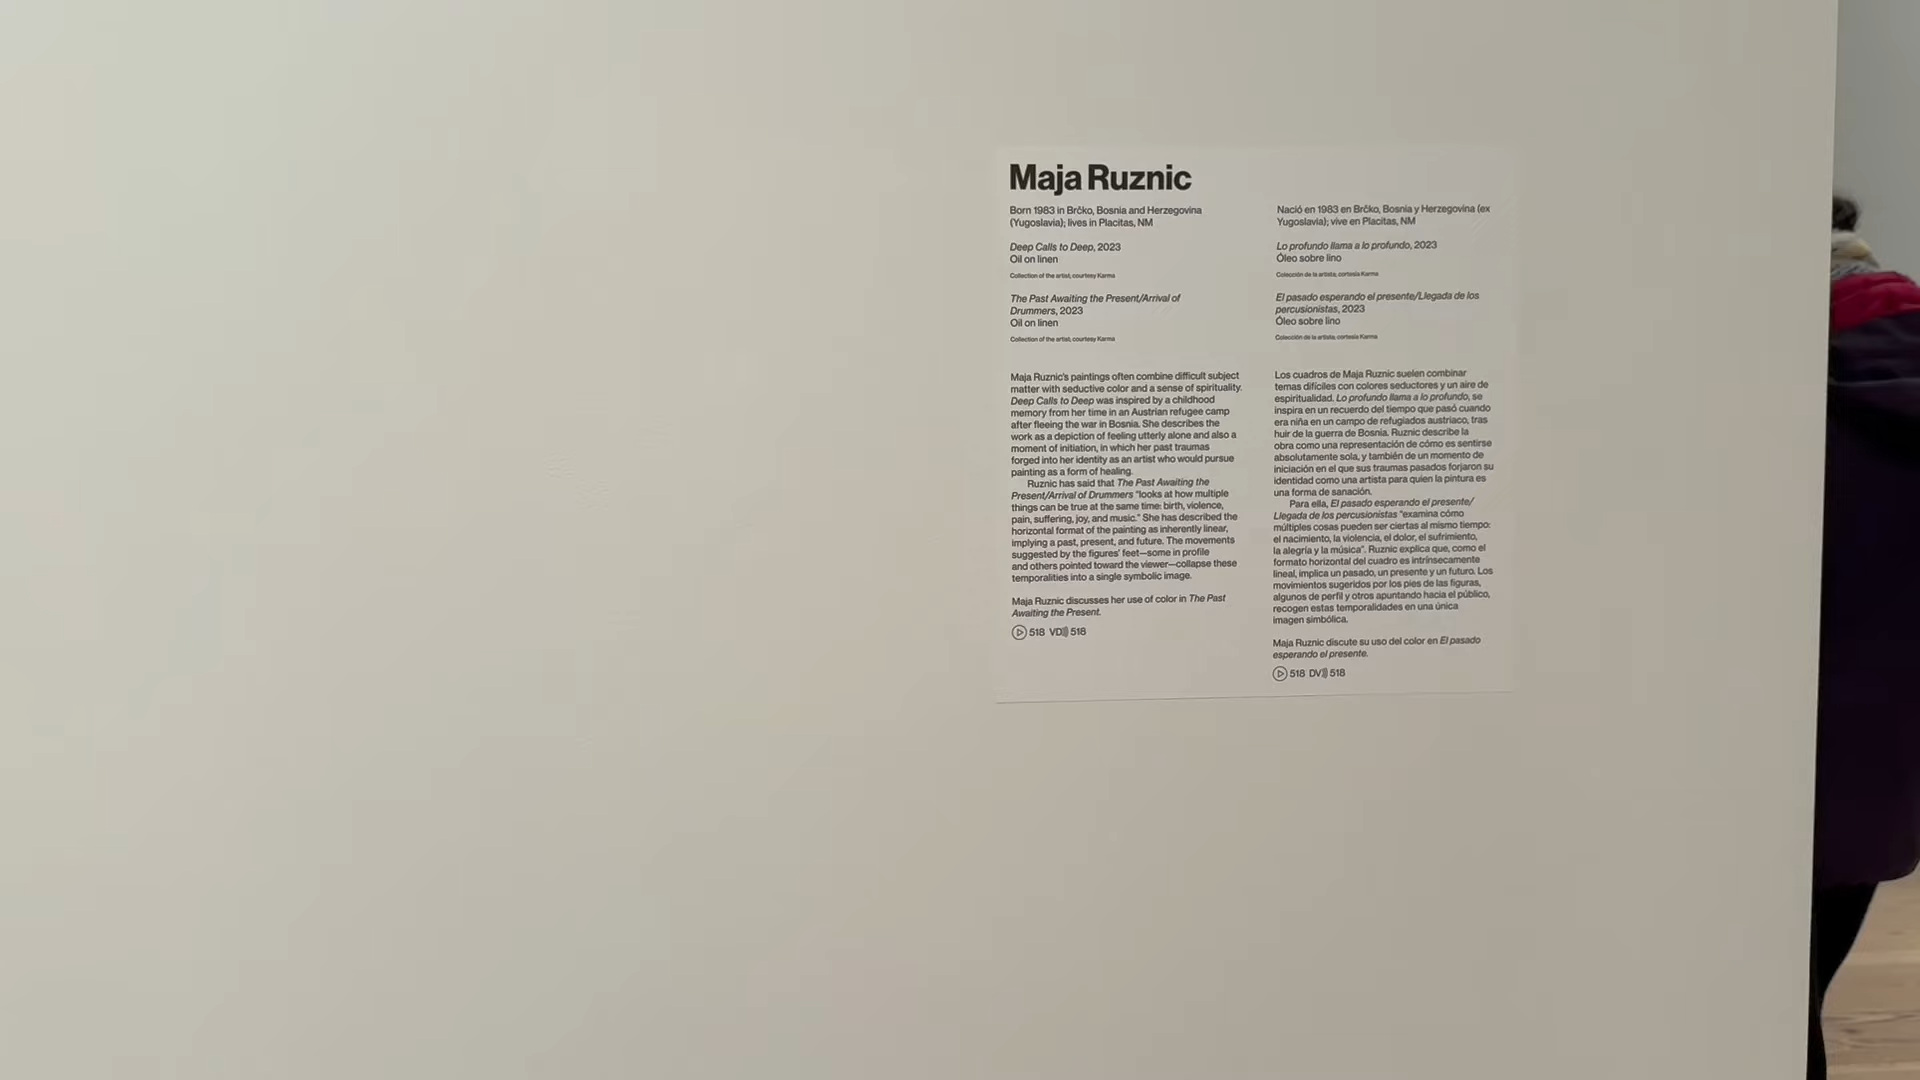 Maja Ruznic
Born 1983 in Brčko, Bosnia and Herzegovina
(Yugoslavia); lives in Placitas, NM
Deep Calls to Deep, 2023
Oil on linen
Collection of the artist, courtesy Karma
The Past Awaiting the Present/Arrival of
Drummers, 2023
Oil on linen
Collection of the artist, courtesy Karma
Maja Ruznic's paintings often combine difficult subject
matter with seductive color and a sense of spirituality.
Deep Calls to Deep was inspired by a childhood
memory from her time in an Austrian refugee camp
after fleeing the war in Bosnia. She describes the
work as a depiction of feeling utterly alone and also a
moment of initiation, in which her past traumas
forged into her identity as an artist who would pursue
painting as a form of healing.
Ruznic has said that The Past Awaiting the
Present/Arrival of Drummers "looks at how multiple
things can be true at the same time: birth, violence,
pain, suffering, joy, and music." She has described the
horizontal format of the painting as inherently linear,
implying a past, present, and future. The movements
suggested by the figures' feet—some in profile
and others pointed toward the viewer—collapse these
temporalities into a single symbolic image.
Maja Ruznic discusses her use of color in The Past
Awaiting the Present.
518 VD 518
Nació en 1983 en Brčko, Bosnia y Herzegovina (ex
Yugoslavia); vive en Placitas, NM
Lo profundo llama a lo profundo, 2023
Óleo sobre lino
Colección de la artista, cortesía Karma
El pasado esperando el presente/Llegada de los
percusionistas, 2023
Óleo sobre lino
Colección de la artista, cortesía Karma
Los cuadros de Maja Ruznic suelen combinar
temas difíciles con colores seductores y un aire de
espiritualidad. Lo profundo llama a lo profundo, se
inspira en un recuerdo del tiempo que pasó cuando
era niña en un campo de refugiados austriaco, tras
huir de la guerra de Bosnia. Ruznic describe la
obra como una representación de cómo es sentirse
absolutamente sola, y también de un momento de
iniciación en el que sus traumas pasados forjaron su
identidad como una artista para quien la pintura es
una forma de sanación.
Para ella, El pasado esperando el presente/
Llegada de los percusionistas "examina cómo
múltiples cosas pueden ser ciertas al mismo tiempo:
el nacimiento, la violencia, el dolor, el sufrimiento,
la alegría y la música". Ruznic explica que, como el
formato horizontal del cuadro es intrínsecamente
lineal, implica un pasado, un presente y un futuro. Los
movimientos sugeridos por los pies de las figuras,
algunos de perfil y otros apuntando hacia el público,
recogen estas temporalidades en una única
imagen simbólica.
Maja Ruznic discute su uso del color en El pasado
esperando el presente.
518 DV 518